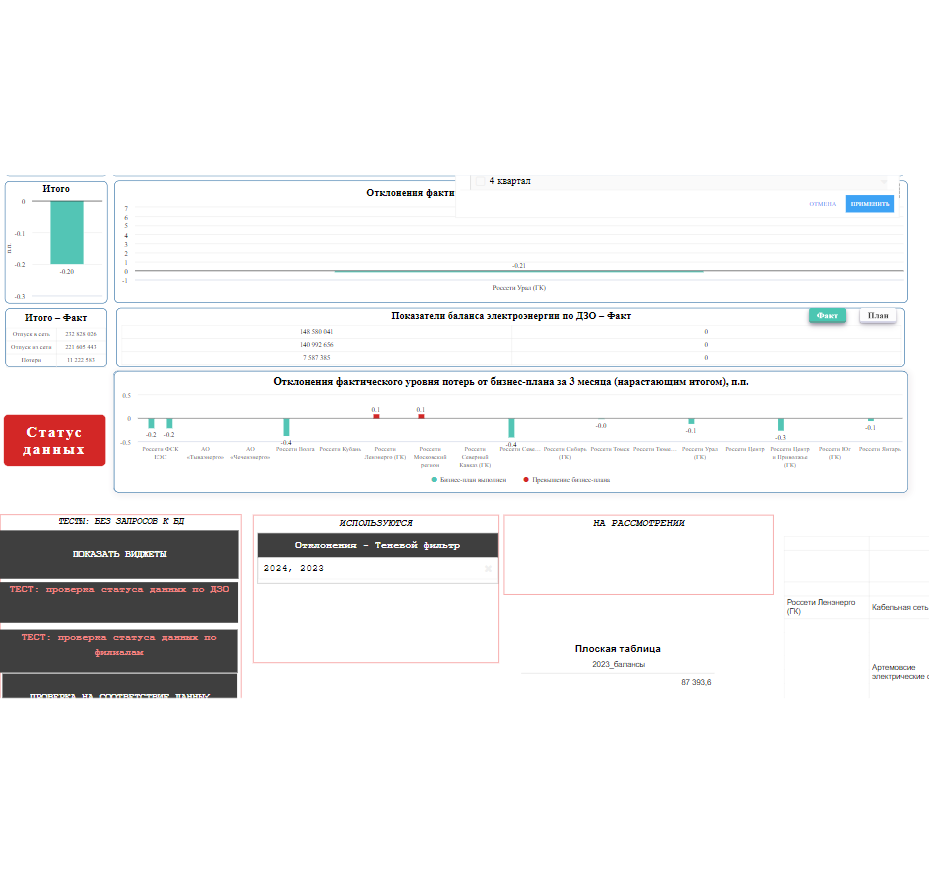 4 квартал
ОТМЕНА
ПРИМЕНИТЬ
Итого
0
-0.1
-0.2
-0.3
п.п.
-0.20
Отклонения факти
7
6
5
4
3
2
1
0
-1
-0.21
Россети Урал (ГК)
Итого – Факт
Отпуск в сеть 232 828 026
Отпуск из сети 221 605 443
Потери 11 222 583
Показатели баланса электроэнергии по ДЗО – Факт
Факт
План
148 580 041 0
140 992 656 0
7 587 385 0
Отклонения фактического уровня потерь от бизнес-плана за 3 месяца (нарастающим итогом), п.п.
0.5
0
-0.5
-0.2
-0.2
-0.4
0.1
0.1
-0.4
-0.0
-0.1
-0.3
-0.1
Россети ФСК
ЕЭС
АО
«Тываэнерго»
АО
«Чеченэнерго»
Россети Волга
Россети Кубань
Россети
Ленэнерго (ГК)
Россети
Московский
регион
Россети
Северный
Кавказ (ГК)
Россети Севе...
Россети Сибирь
(ГК)
Россети Томск
Россети Тюме...
Россети Урал
(ГК)
Россети Центр
Россети Центр
и Приволжье
(ГК)
Россети Юг
(ГК)
Россети Янтарь
Бизнес-план выполнен
Превышение бизнес-плана
Статус
данных
ТЕСТЫ: БЕЗ ЗАПРОСОВ К БД
ПОКАЗАТЬ ВИДЖЕТЫ
ТЕСТ: проверка статуса данных по ДЗО
ТЕСТ: проверка статуса данных по
филиалам
ПРОВЕРКА НА СООТВЕТСТВИЕ ДАННЫХ
ИСПОЛЬЗУЮТСЯ
Отклонения - Теневой фильтр
2024, 2023
НА РАССМОТРЕНИИ
Плоская таблица
2023_балансы
87 393,6
Россети Ленэнерго
(ГК)
Кабельная сеть
Артемовсие
электрические с